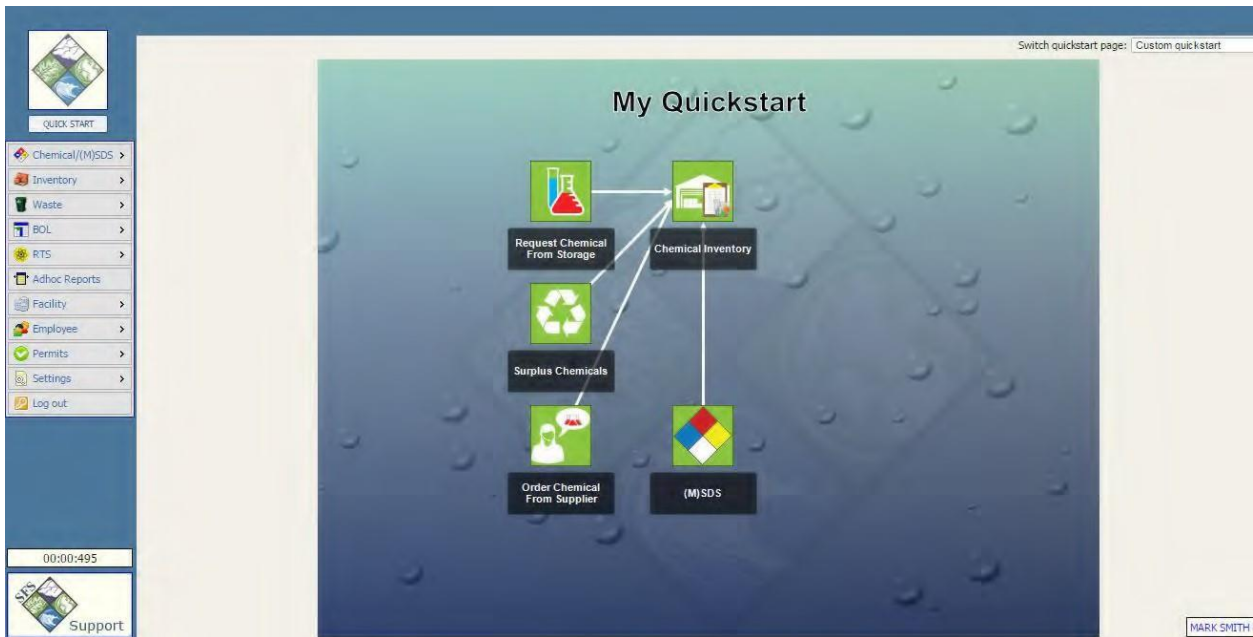 Switch quickstart page: Custom quickstart
QUICK START
Chemical/(M)SDS >
Inventory >
Waste >
BOL >
RTS >
Adhoc Reports
Facility >
Employee >
Permits >
Settings >
Log out
My Quickstart
Request Chemical
From Storage
Chemical Inventory
Surplus Chemicals
Order Chemical
From Supplier
(M)SDS
00:00:495
SFS
Support
MARK SMITH